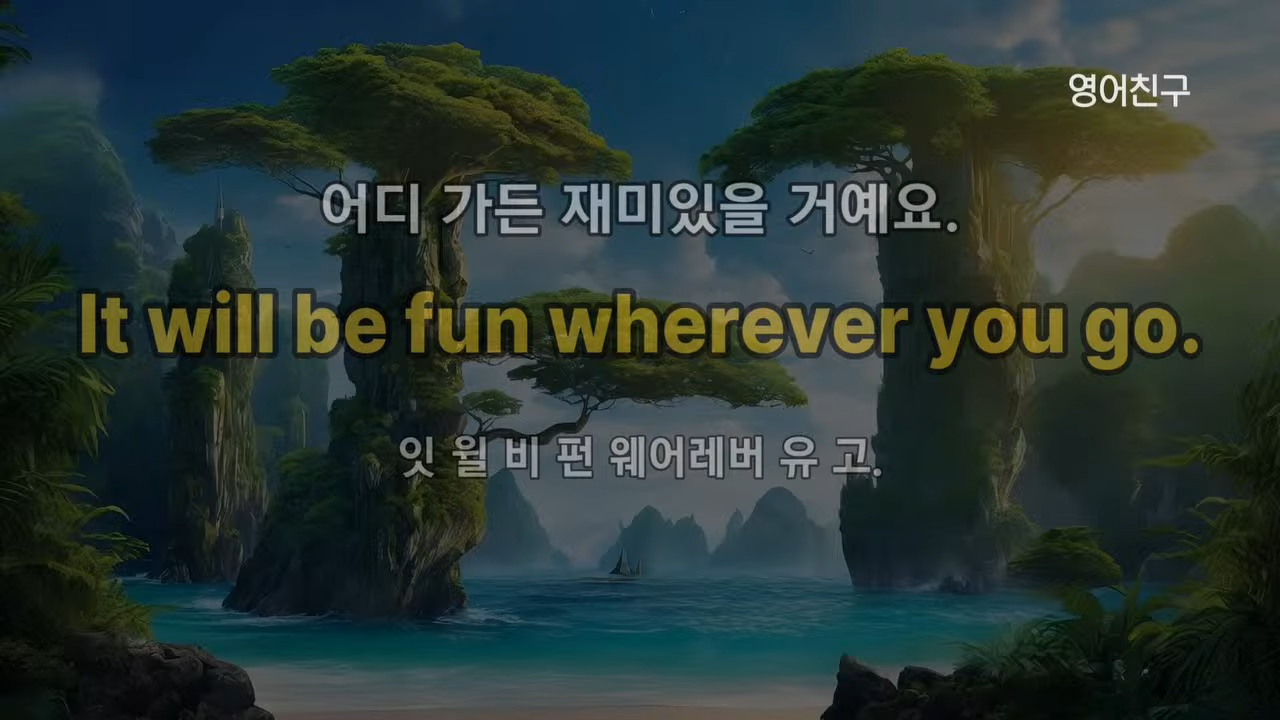 영어친구
어디 가든 재미있을 거예요.
It will be fun wherever you go.
잇 윌 비 펀 웨어레버 유 고.